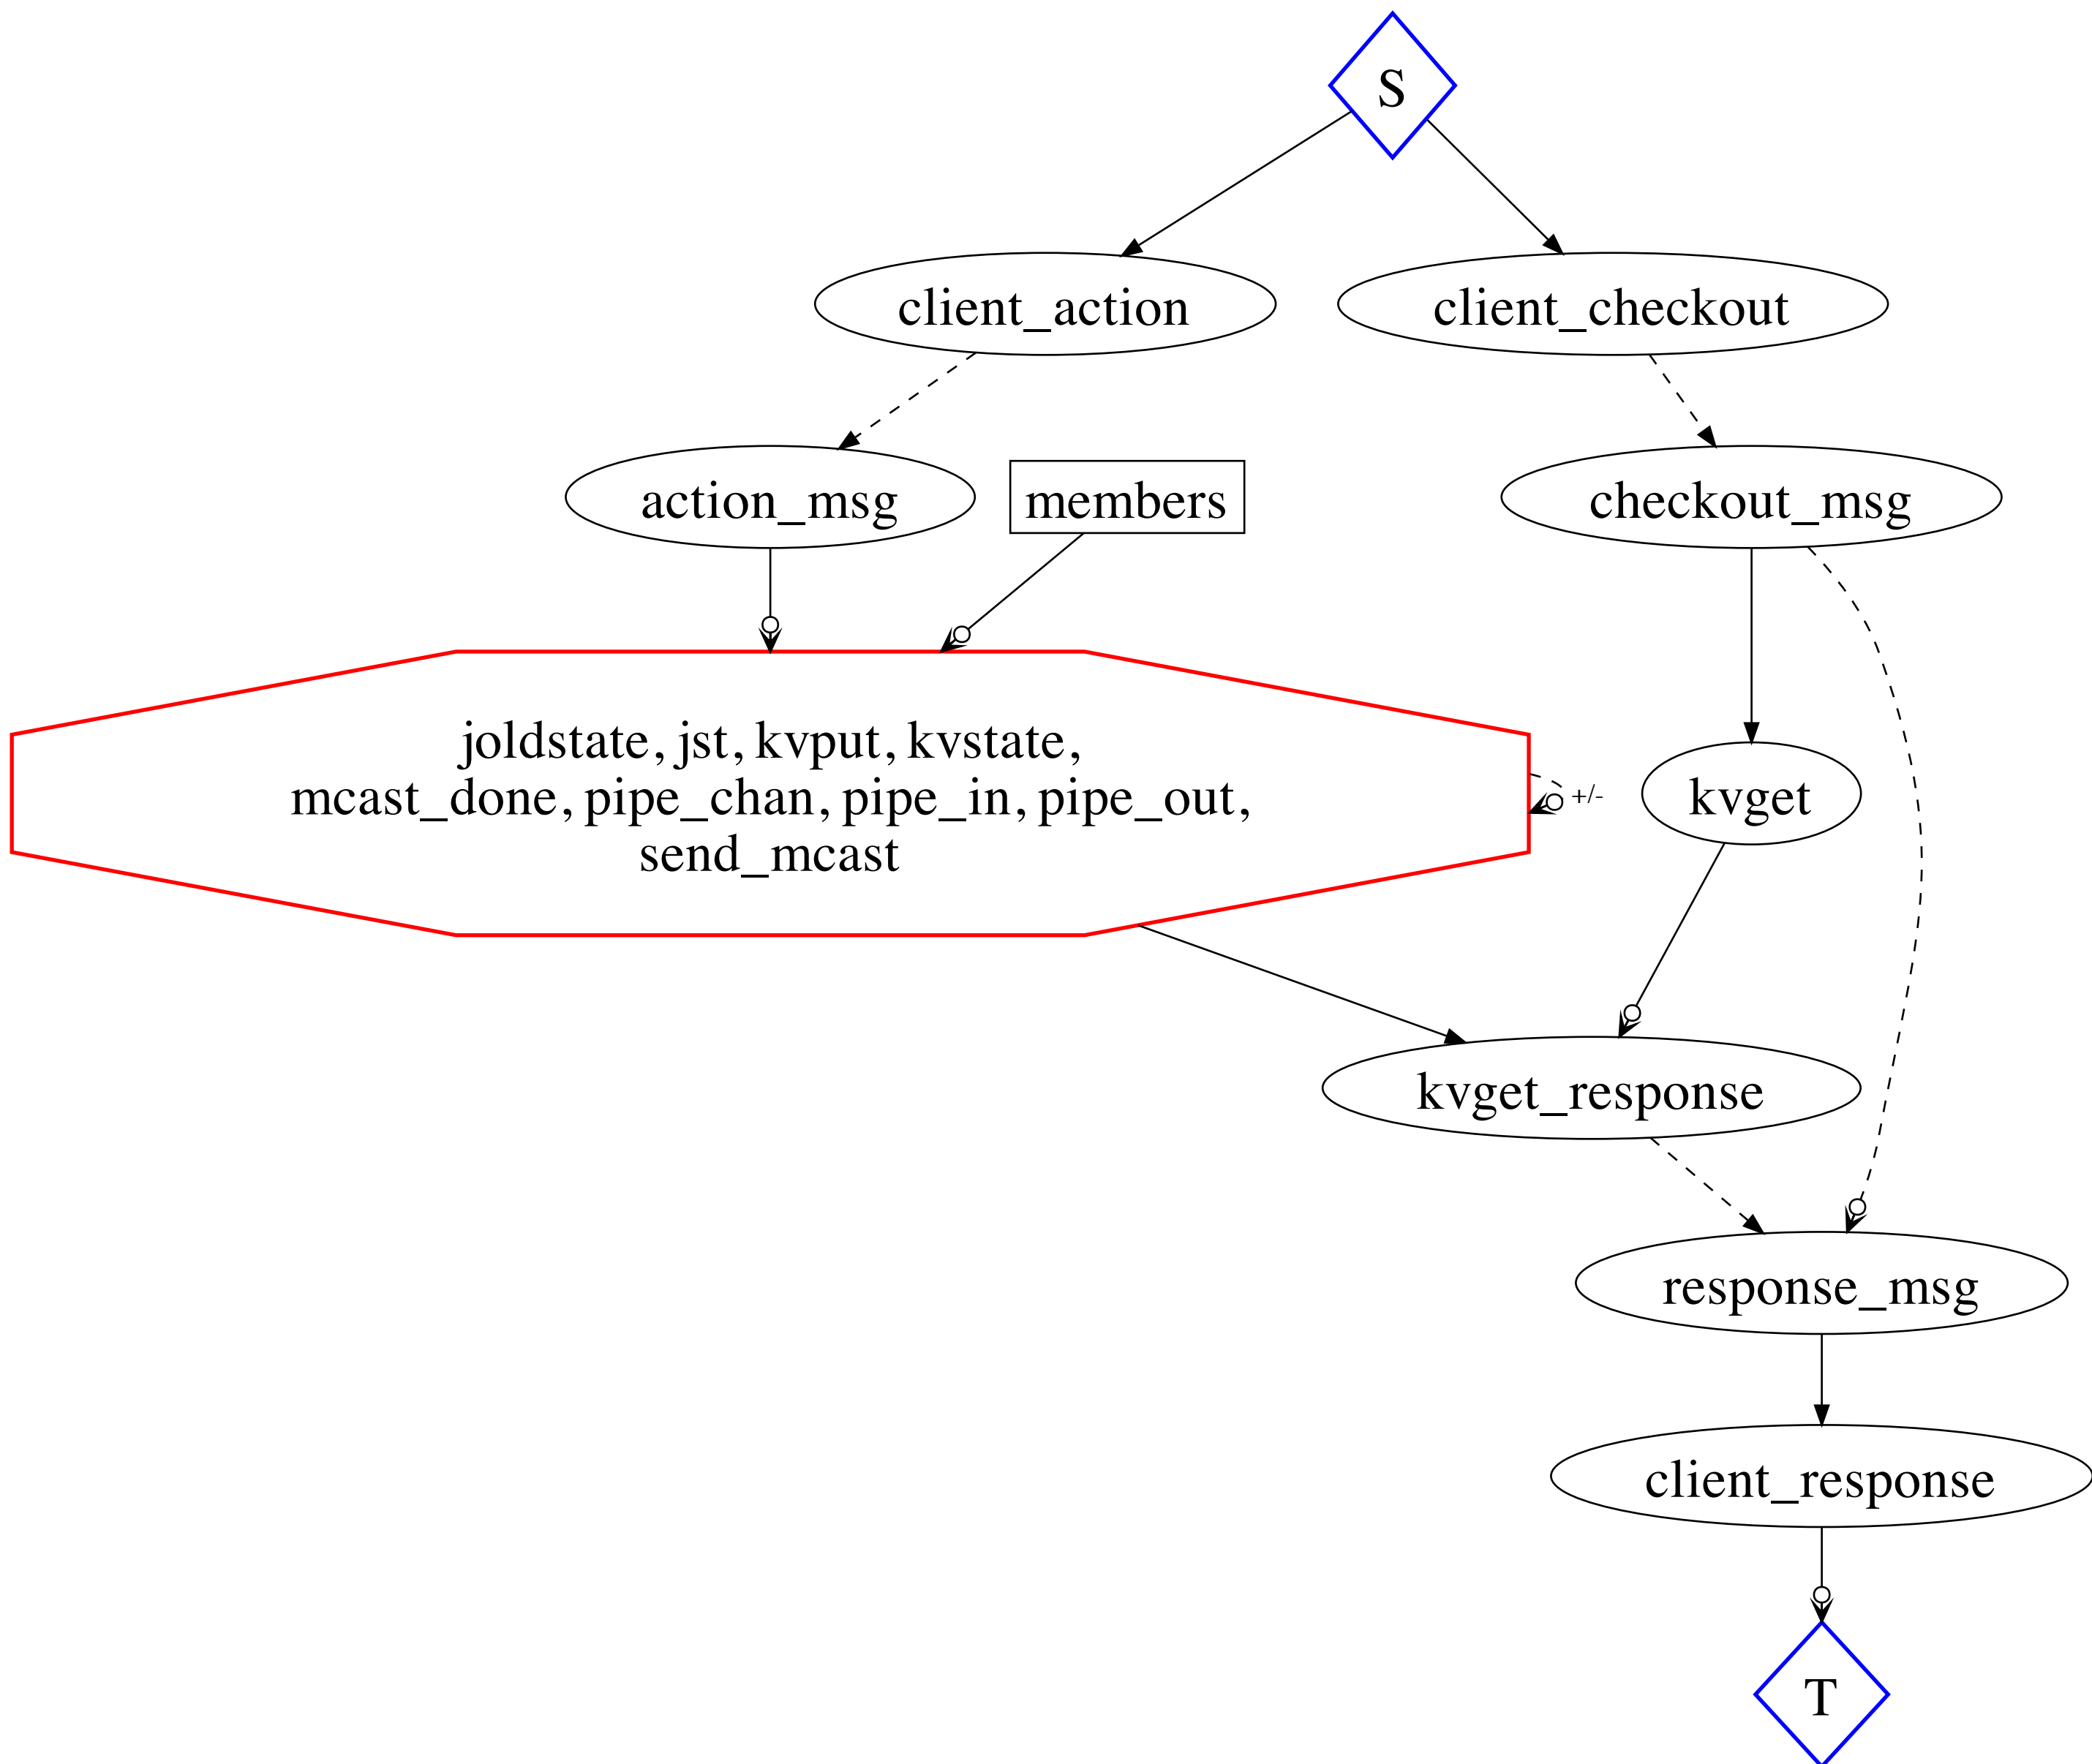 S
client_action
client_checkout
action_msg
members
checkout_msg
joldstate, jst, kvput, kvstate,
mcast_done, pipe_chan, pipe_in, pipe_out,
send_mcast
+/-
kvget
kvget_response
response_msg
client_response
T